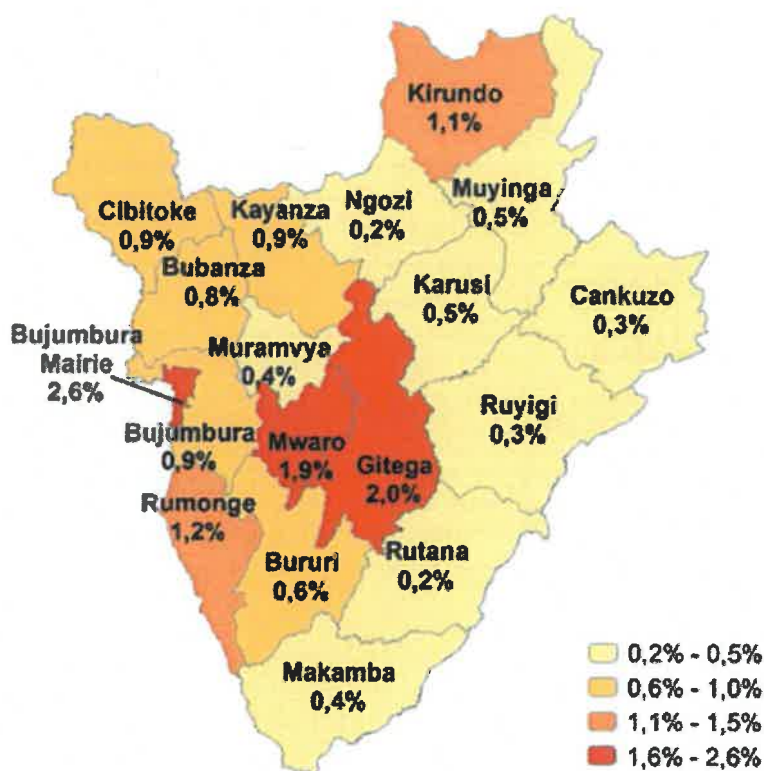 Kirundo
1,1%
Muyinga
0,5%
Ngozi
0,2%
Kayanza
0,9%
Cibitoke
0,9%
Bubanza
0,8%
Karusi
0,5%
Cankuzo
0,3%
Bujumbura
Mairie
2,6%
Muramvya
0,4%
Ruyigi
0,3%
Bujumbura
0,9%
Mwaro
1,9%
Gitega
2,0%
Rumonge
1,2%
Bururi
0,6%
Rutana
0,2%
Makamba
0,4%
0,2% - 0,5%
0,6% - 1,0%
1,1% - 1,5%
1,6% - 2,6%